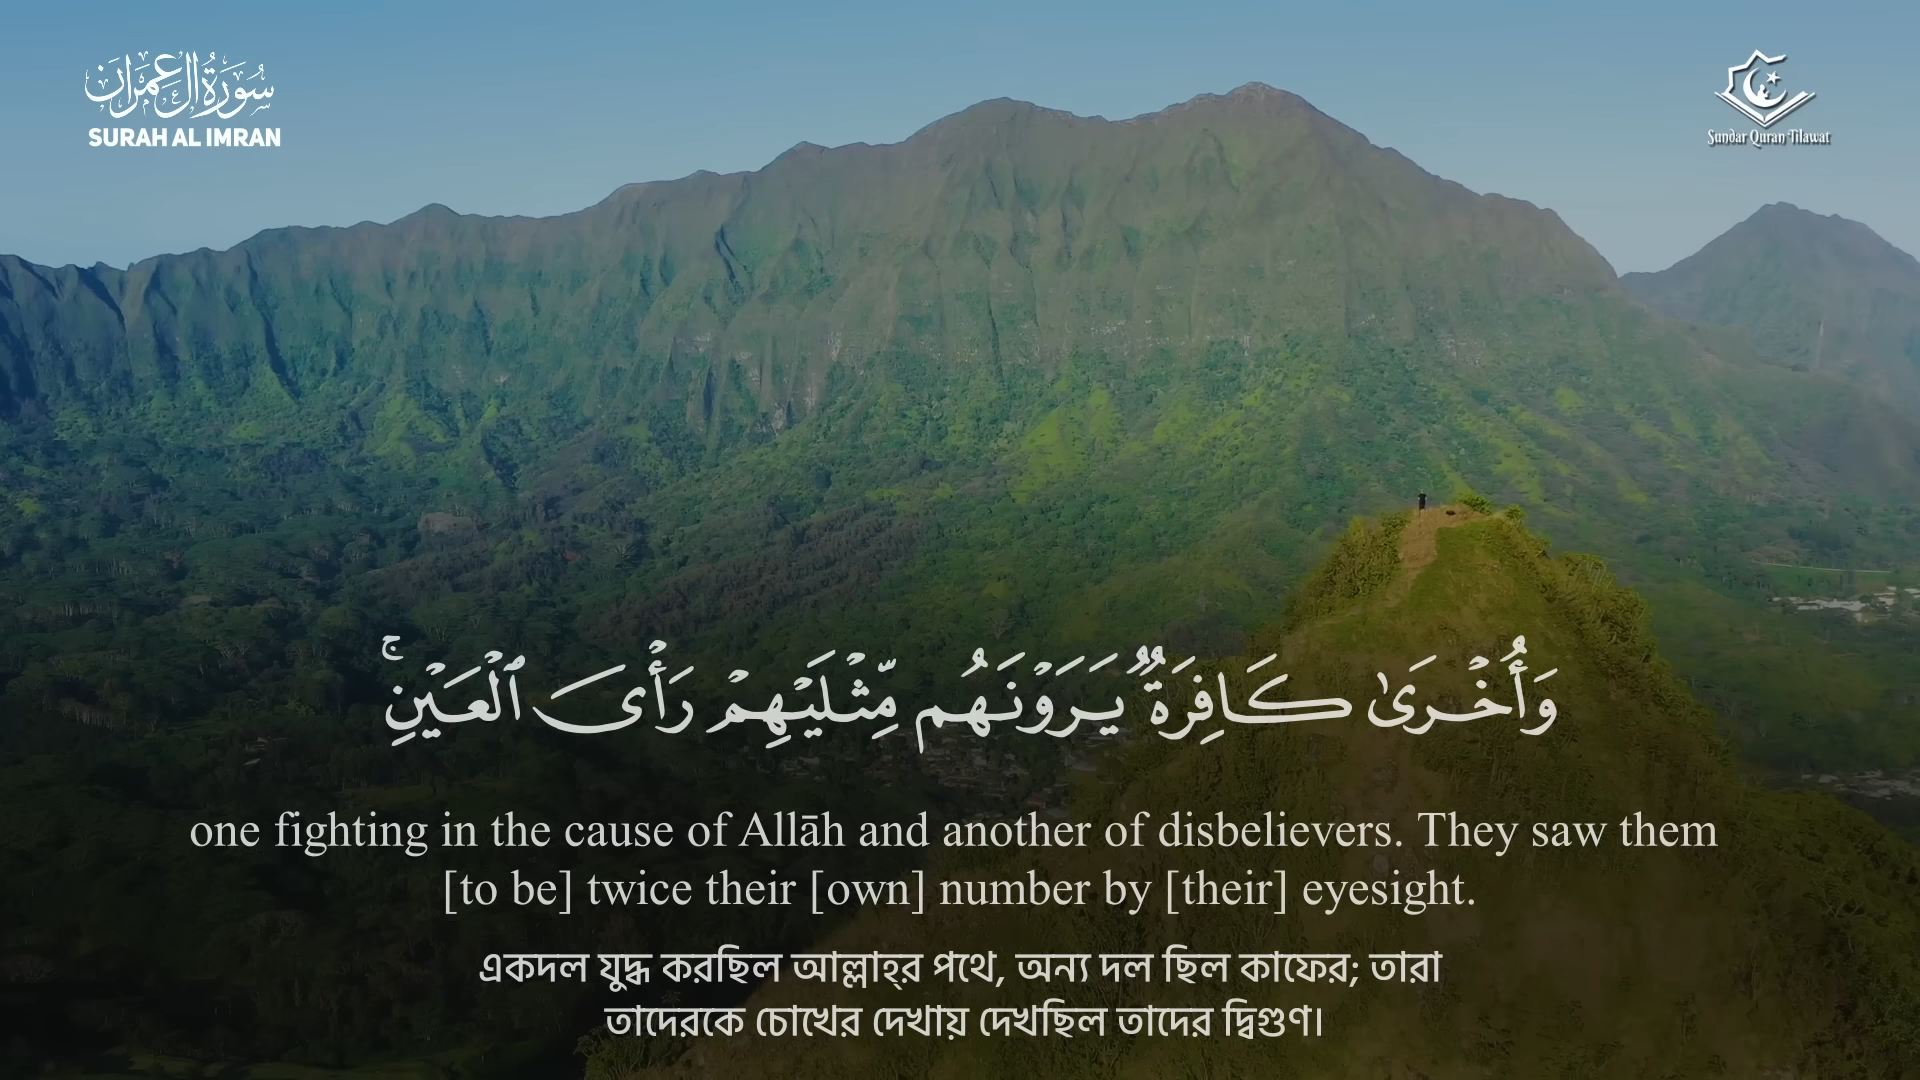 سُورَةُ آلِ عِمْرَان
SURAH AL IMRAN
Sundar Quran Tilawat
وَأُخْرَىٰ كَافِرَةٌ يَرَوْنَهُم مِّثْلَيْهِمْ رَأْىَ ٱلْعَيْنِ ۚ
one fighting in the cause of Allāh and another of disbelievers. They saw them
[to be] twice their [own] number by [their] eyesight.
একদল যুদ্ধ করছিল আল্লাহ্‌র পথে, অন্য দল ছিল কাফের; তারা
তাদেরকে চোখের দেখায় দেখছিল তাদের দ্বিগুণ।